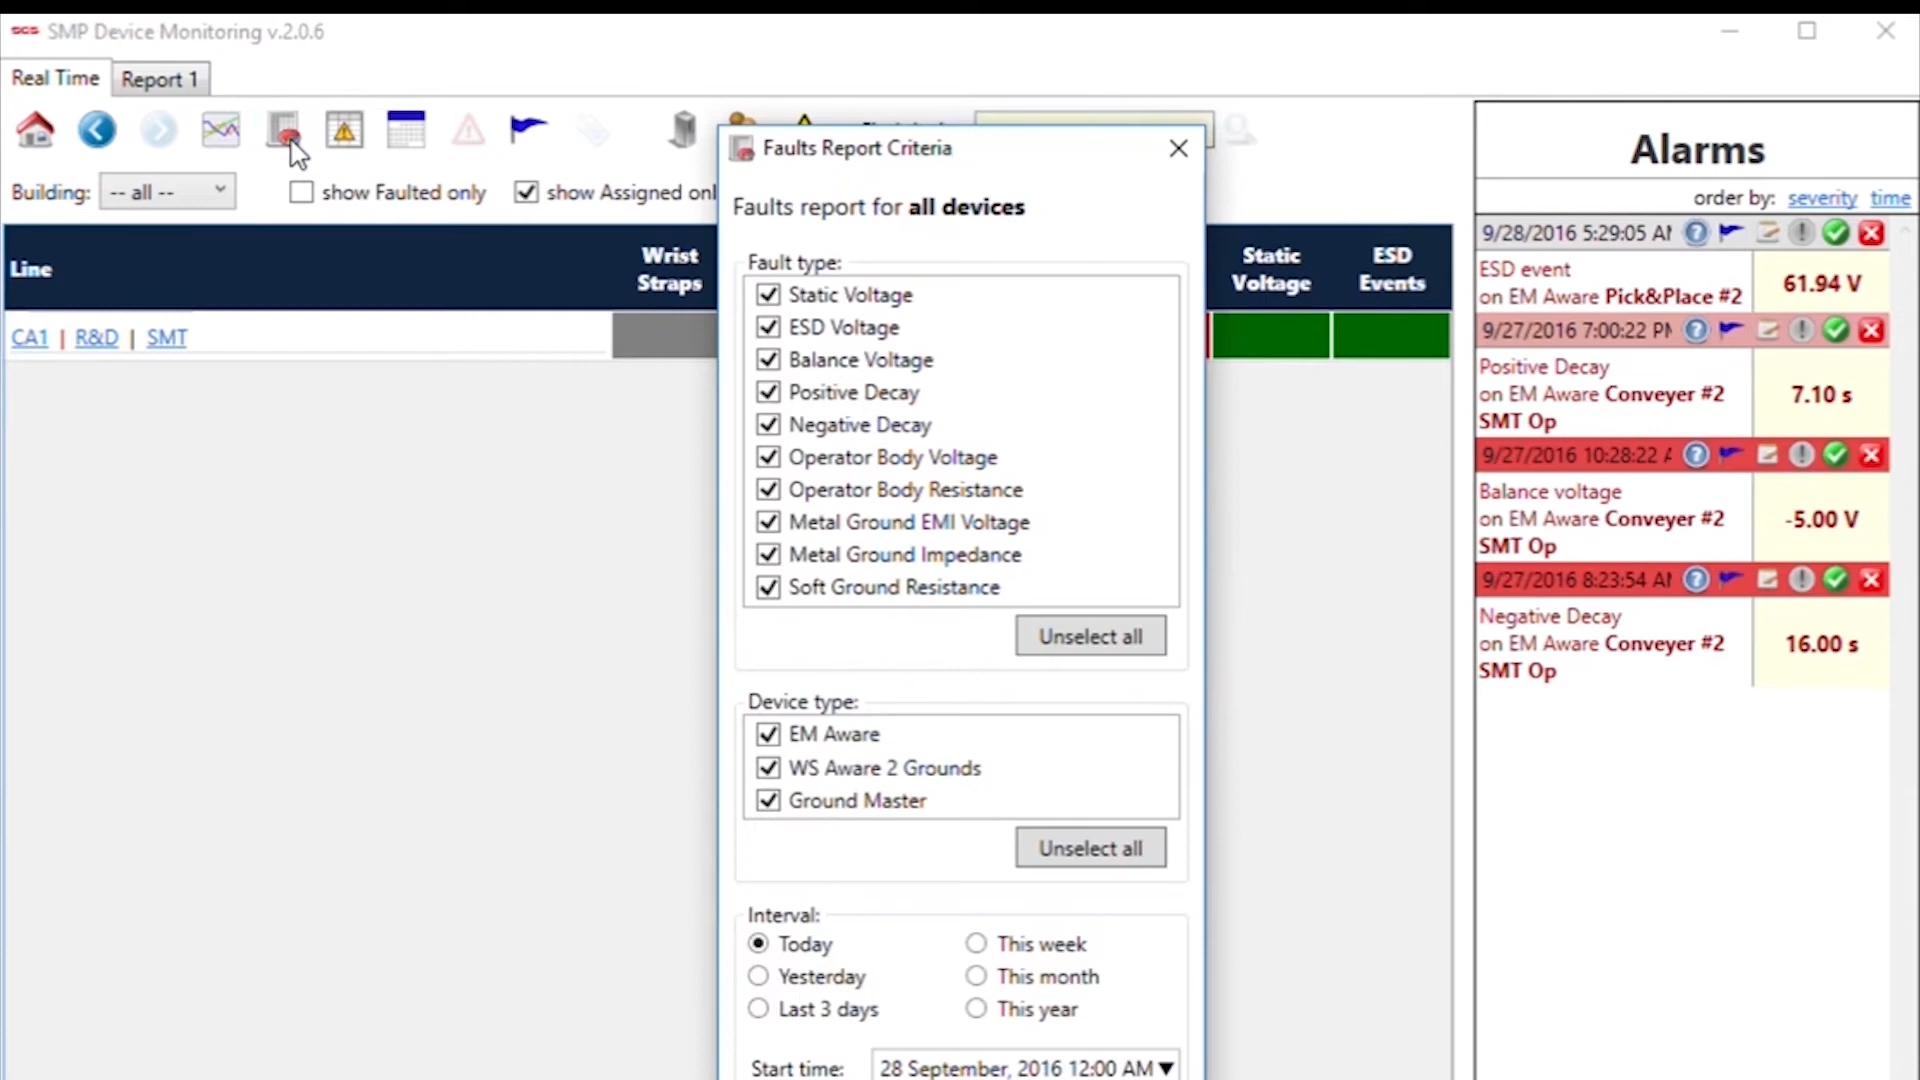 SCS SMP Device Monitoring v.2.0.6
Real Time
Report 1
Building:
-- all --
show Faulted only
show Assigned onl
Line
Wrist
Straps
Static
Voltage
ESD
Events
CA1 | R&D | SMT
Faults Report Criteria
Faults report for all devices
Fault type:
Static Voltage
ESD Voltage
Balance Voltage
Positive Decay
Negative Decay
Operator Body Voltage
Operator Body Resistance
Metal Ground EMI Voltage
Metal Ground Impedance
Soft Ground Resistance
Unselect all
Device type:
EM Aware
WS Aware 2 Grounds
Ground Master
Unselect all
Interval:
Today
This week
Yesterday
This month
Last 3 days
This year
Start time:
28 September, 2016 12:00 AM
Alarms
order by: severity time
9/28/2016 5:29:05 AM
ESD event
on EM Aware Pick&Place #2
61.94 V
9/27/2016 7:00:22 PM
Positive Decay
on EM Aware Conveyer #2
SMT Op
7.10 s
9/27/2016 10:28:22 A
Balance voltage
on EM Aware Conveyer #2
SMT Op
-5.00 V
9/27/2016 8:23:54 AM
Negative Decay
on EM Aware Conveyer #2
SMT Op
16.00 s